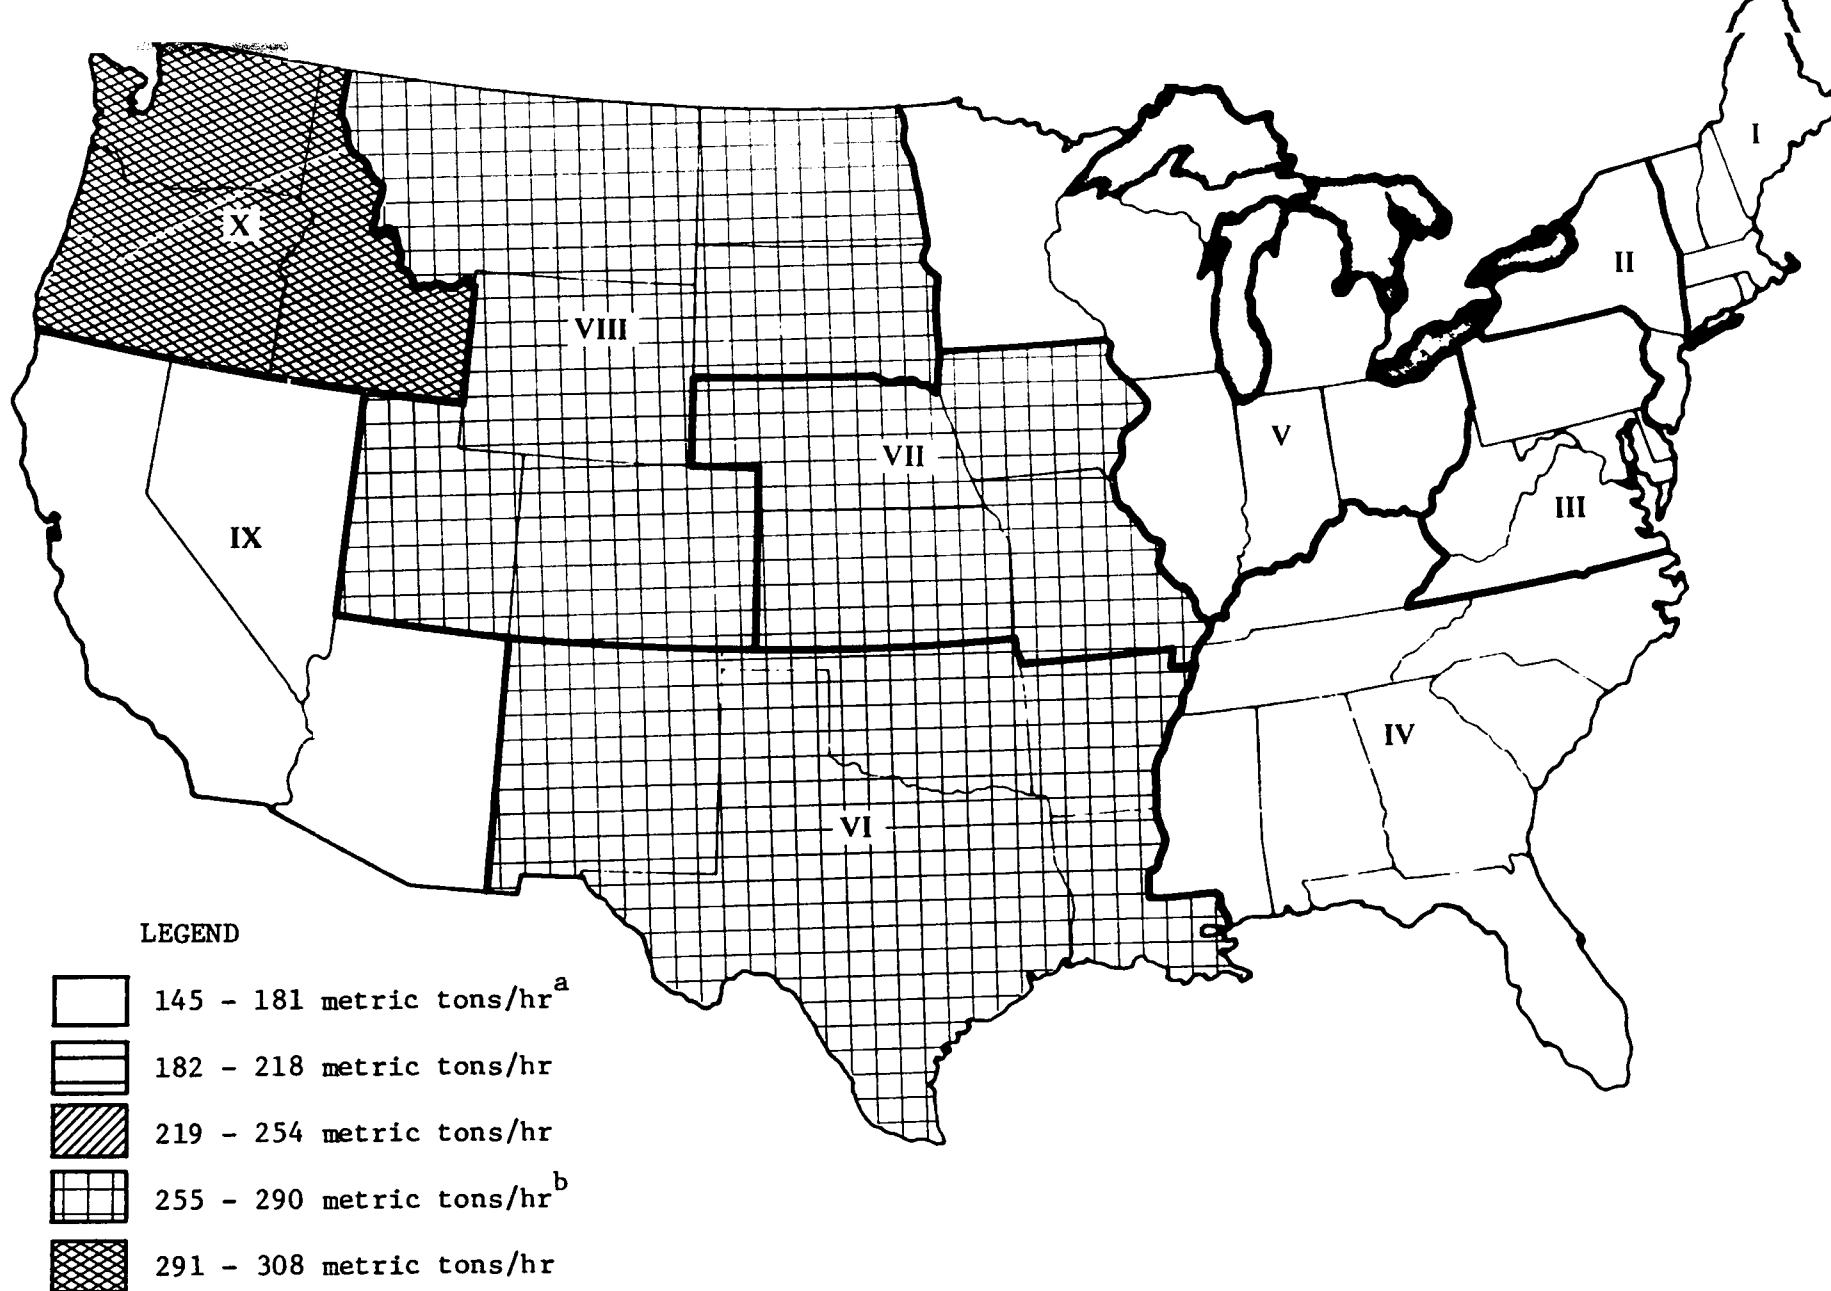 I
X
II
VIII
V
VII
III
IX
IV
VI
LEGEND
145 - 181 metric tons/hr^a
182 - 218 metric tons/hr
219 - 254 metric tons/hr
255 - 290 metric tons/hr^b
291 - 308 metric tons/hr